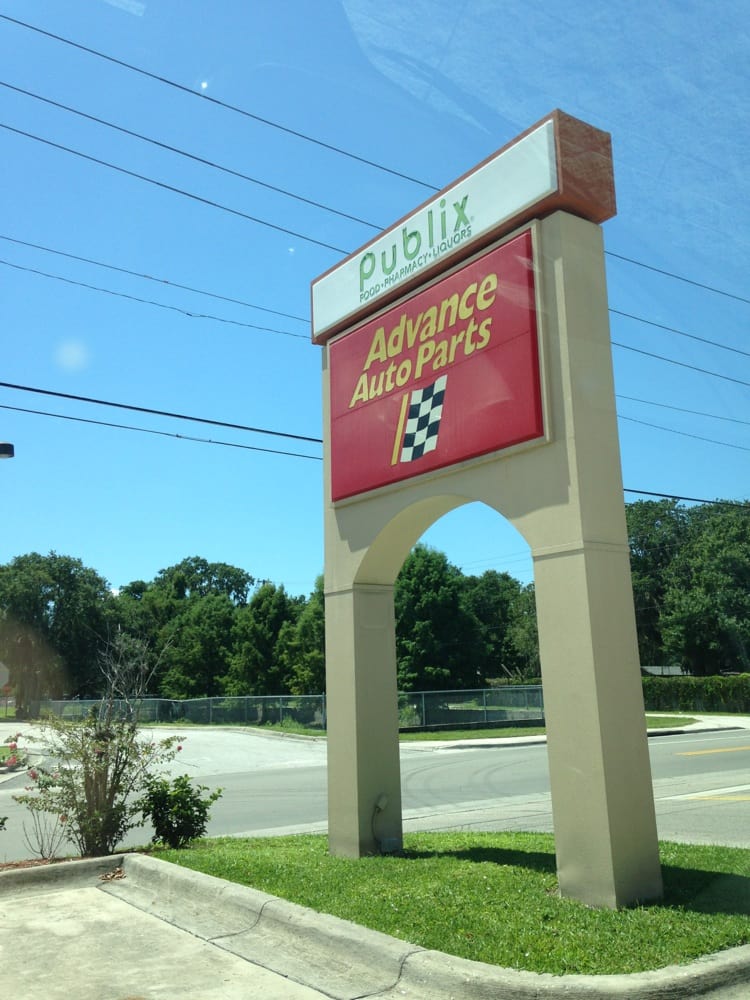 Publix
FOOD • PHARMACY • LIQUORS
Advance
Auto Parts